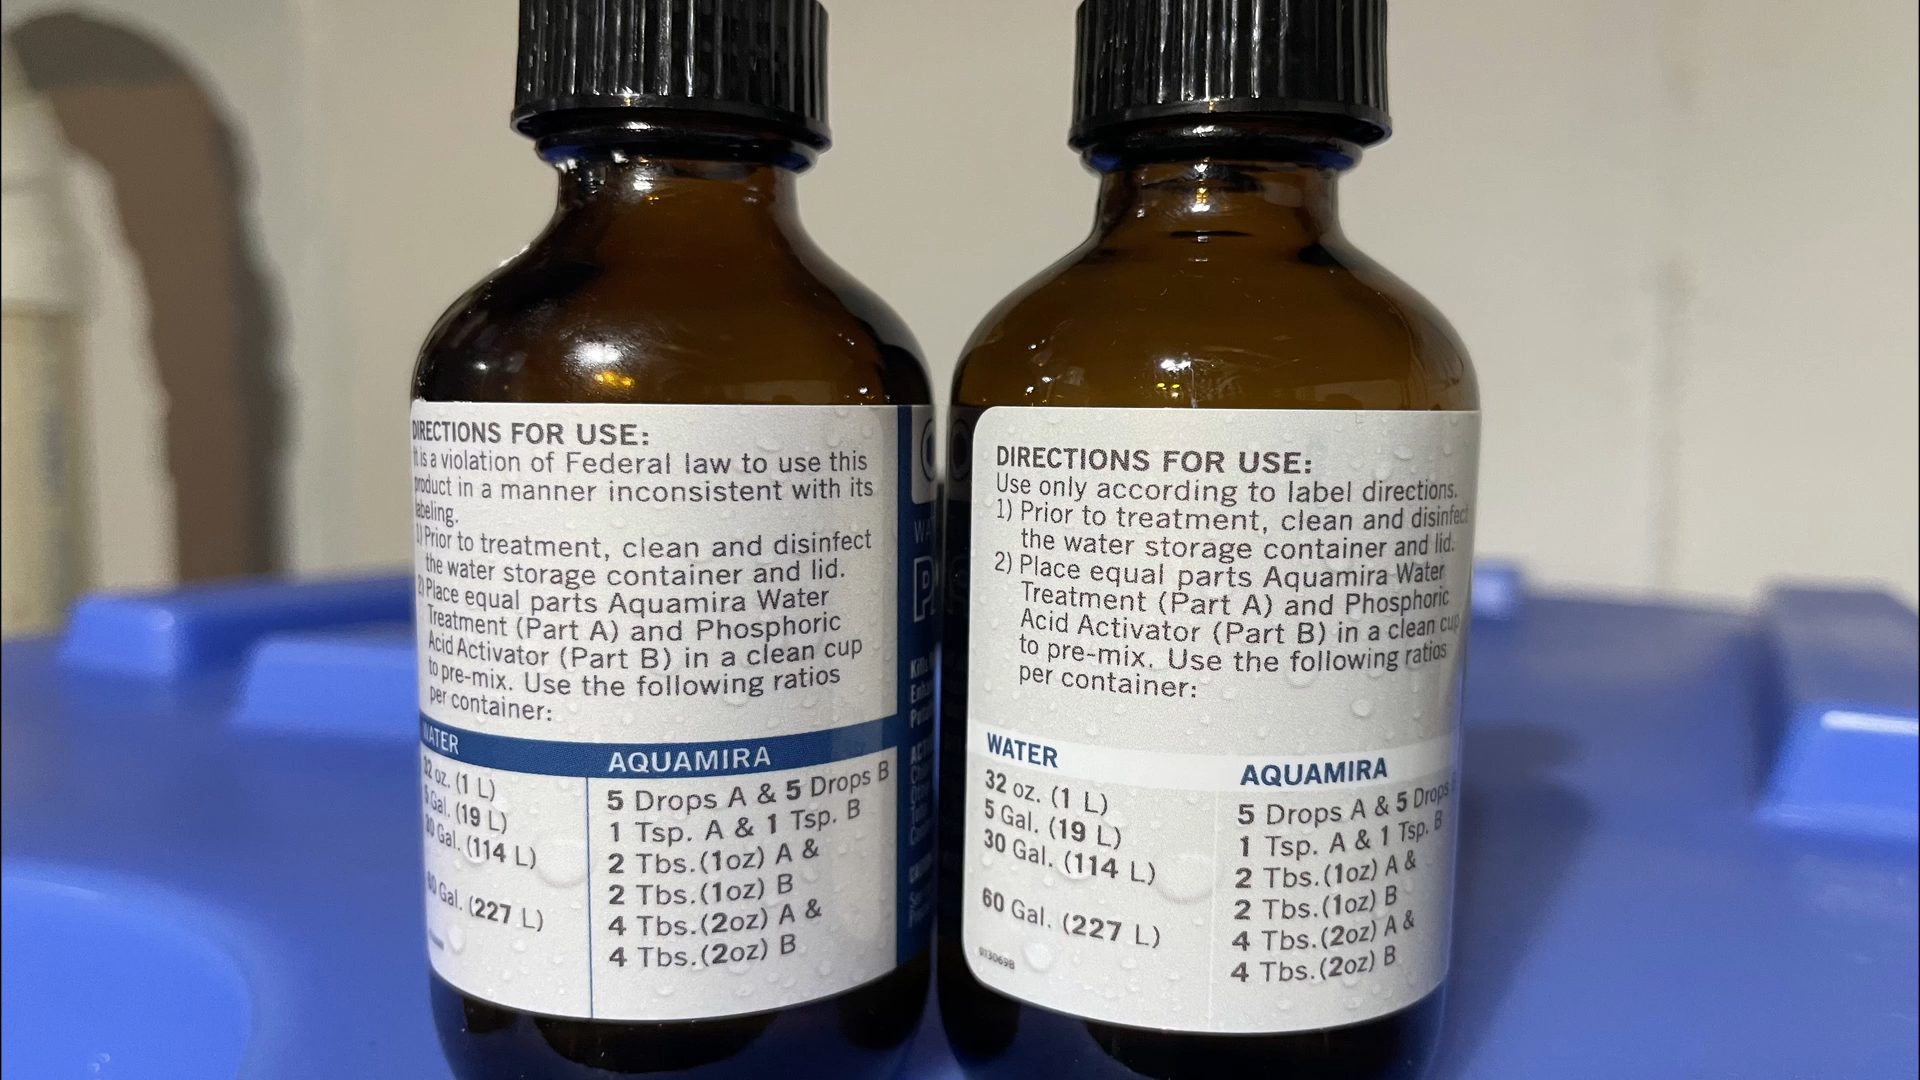 DIRECTIONS FOR USE:
It is a violation of Federal law to use this
product in a manner inconsistent with its
labeling.
1) Prior to treatment, clean and disinfect
the water storage container and lid.
2) Place equal parts Aquamira Water
Treatment (Part A) and Phosphoric
Acid Activator (Part B) in a clean cup
to pre-mix. Use the following ratios
per container:
WATER AQUAMIRA
32 oz. (1 L) 5 Drops A & 5 Drops B
5 Gal. (19 L) 1 Tsp. A & 1 Tsp. B
30 Gal. (114 L) 2 Tbs.(1oz) A &
2 Tbs.(1oz) B
60 Gal. (227 L) 4 Tbs.(2oz) A &
4 Tbs.(2oz) B
DIRECTIONS FOR USE:
Use only according to label directions.
1) Prior to treatment, clean and disinfect
the water storage container and lid.
2) Place equal parts Aquamira Water
Treatment (Part A) and Phosphoric
Acid Activator (Part B) in a clean cup
to pre-mix. Use the following ratios
per container:
WATER AQUAMIRA
32 oz. (1 L) 5 Drops A & 5 Drops B
5 Gal. (19 L) 1 Tsp. A & 1 Tsp. B
30 Gal. (114 L) 2 Tbs.(1oz) A &
2 Tbs.(1oz) B
60 Gal. (227 L) 4 Tbs.(2oz) A &
4 Tbs.(2oz) B